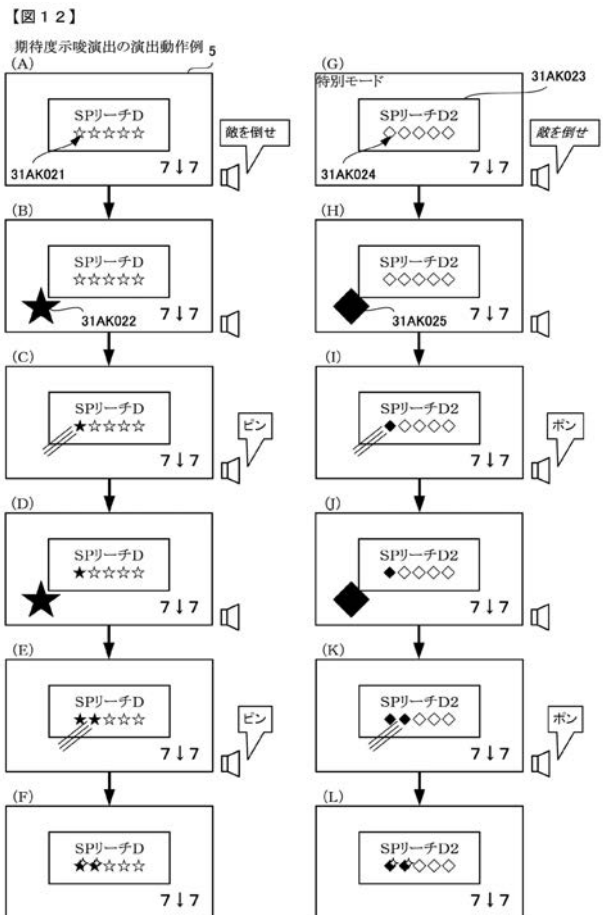 【図12】
期待度示唆演出の演出動作例
5
(A)
SPリーチD
☆☆☆☆☆
敵を倒せ
31AK021
7↓7
(B)
SPリーチD
☆☆☆☆☆
31AK022
7↓7
(C)
SPリーチD
★☆☆☆☆
ピン
7↓7
(D)
SPリーチD
★☆☆☆☆
7↓7
(E)
SPリーチD
★★☆☆☆
ピン
7↓7
(F)
SPリーチD
★★☆☆☆
7↓7
(G)
特別モード
31AK023
SPリーチD2
◇◇◇◇◇
敵を倒せ
31AK024
7↓7
(H)
SPリーチD2
◇◇◇◇◇
31AK025
7↓7
(I)
SPリーチD2
◆◇◇◇◇
ポン
7↓7
(J)
SPリーチD2
◆◇◇◇◇
7↓7
(K)
SPリーチD2
◆◆◇◇◇
ポン
7↓7
(L)
SPリーチD2
◆◆◇◇◇
7↓7